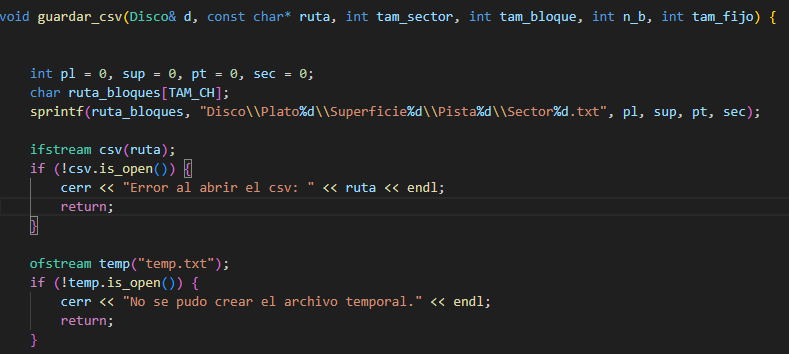 void guardar_csv(Disco& d, const char* ruta, int tam_sector, int tam_bloque, int n_b, int tam_fijo) {
int pl = 0, sup = 0, pt = 0, sec = 0;
char ruta_bloques[TAM_CH];
sprintf(ruta_bloques, "Disco\\Plato%d\\Superficie%d\\Pista%d\\Sector%d.txt", pl, sup, pt, sec);
ifstream csv(ruta);
if (!csv.is_open()) {
cerr << "Error al abrir el csv: " << ruta << endl;
return;
}
ofstream temp("temp.txt");
if (!temp.is_open()) {
cerr << "No se pudo crear el archivo temporal." << endl;
return;
}